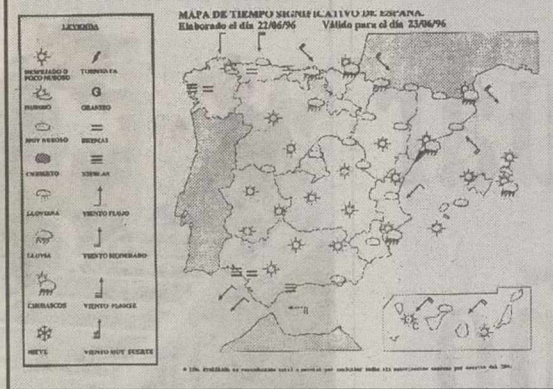 MAPA DE TIEMPO SIGNIFICATIVO DE ESPAÑA.
Elaborado el día 22/06/96 Válido para el día 23/06/96
LEYENDA
DESPEJADO O
POCO NUBOSO
TORMENTA
NUBOSO
G
GRANIZO
MUY NUBOSO
BRUMAS
CUBIERTO
NIEBLAS
LLOVIZNA
VIENTO FLOJO
LLUVIA
VIENTO MODERADO
CHUBASCOS
VIENTO FUERTE
NIEVE
VIENTO MUY FUERTE